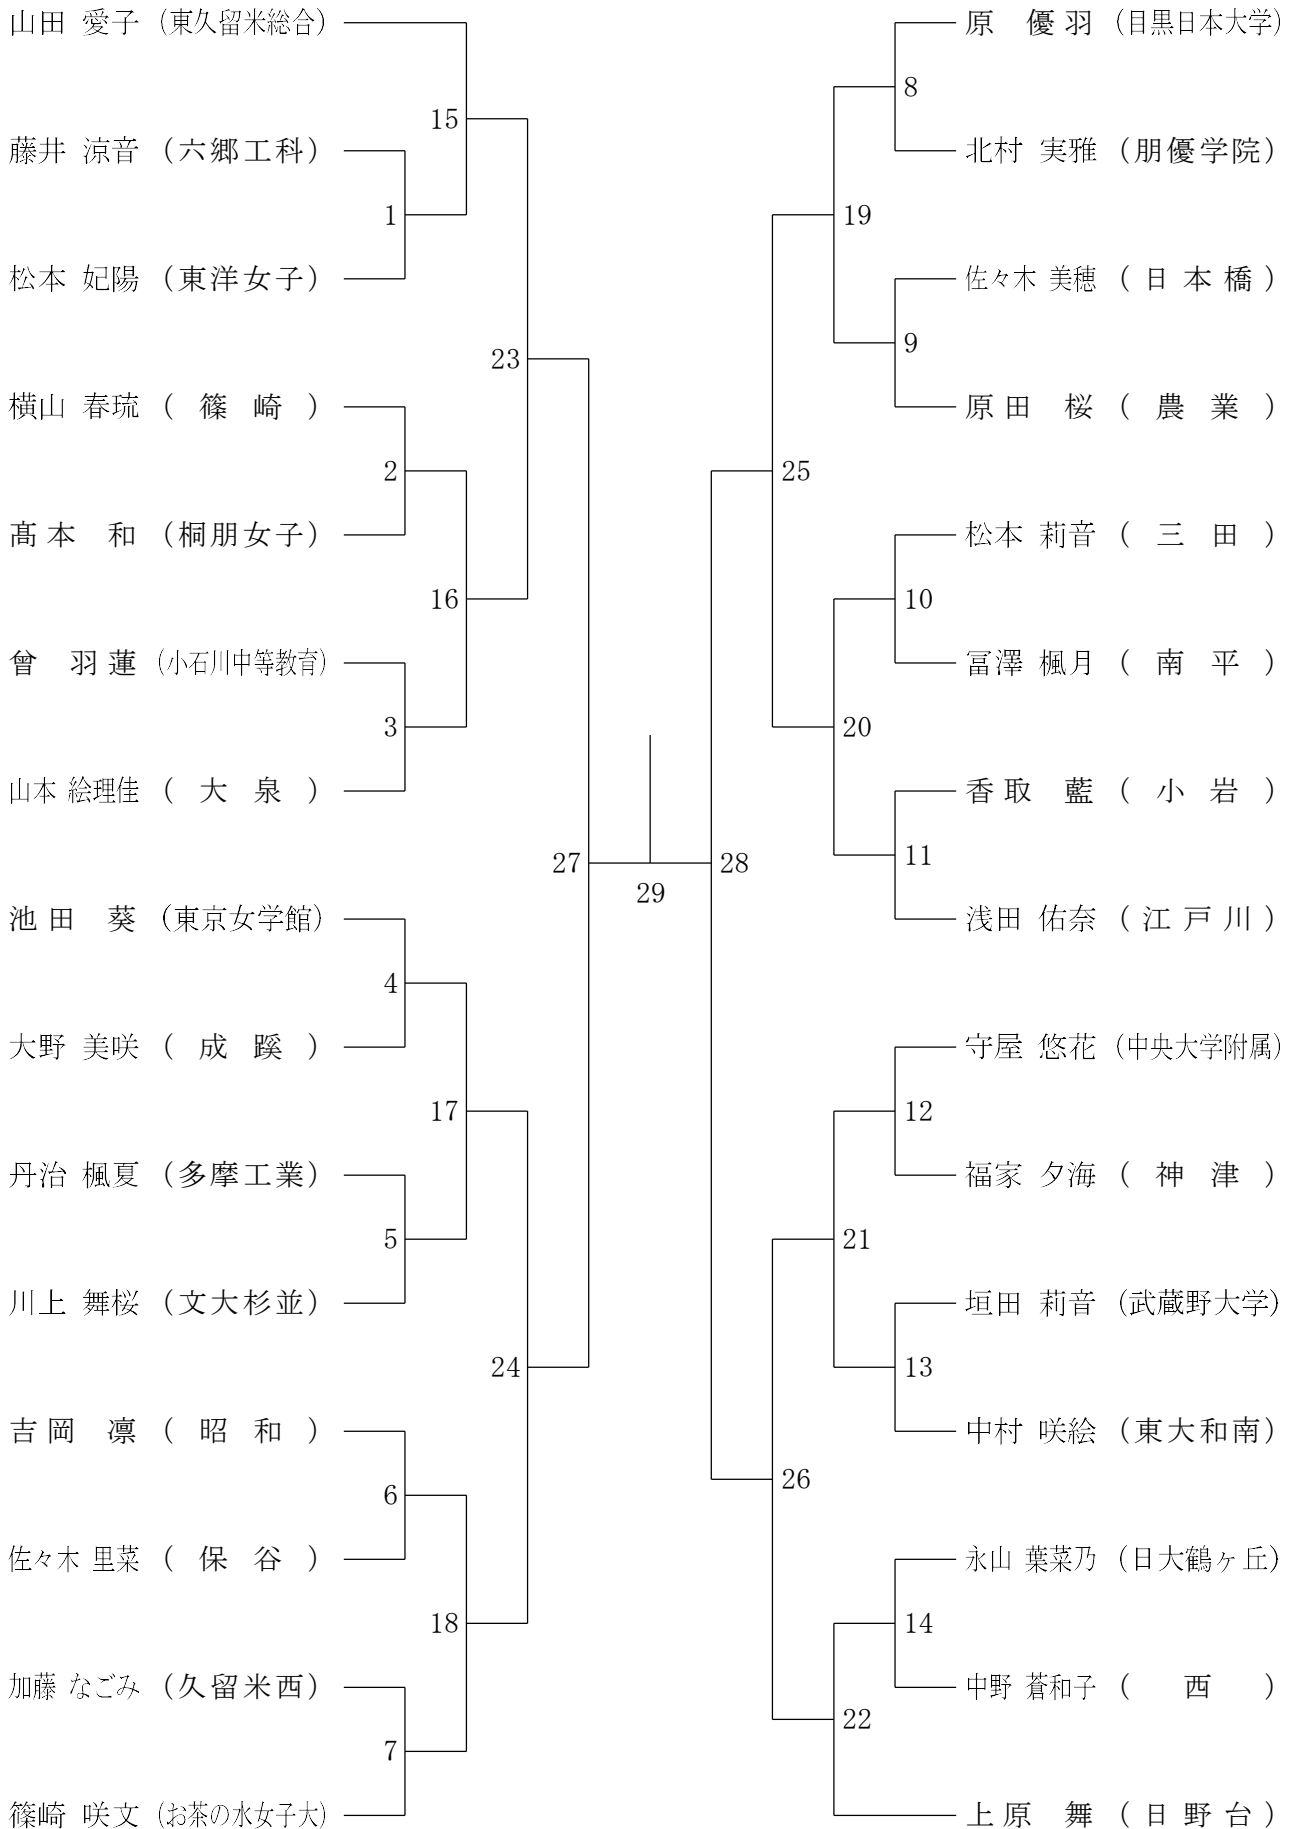 山田 愛子 (東久留米総合)
15
藤井 涼音 (六郷工科)
1
松本 妃陽 (東洋女子)
23
横山 春琉 (篠崎)
2
髙本 和 (桐朋女子)
16
曾 羽蓮 (小石川中等教育)
3
山本 絵理佳 (大泉)
27
池田 葵 (東京女学館)
4
大野 美咲 (成蹊)
17
丹治 楓夏 (多摩工業)
5
川上 舞桜 (文大杉並)
24
吉岡 凛 (昭和)
6
佐々木 里菜 (保谷)
18
加藤 なごみ (久留米西)
7
篠崎 咲文 (お茶の水女子大)
29
原 優羽 (目黒日本大学)
8
北村 実雅 (朋優学院)
19
佐々木 美穂 (日本橋)
9
原田 桜 (農業)
25
松本 莉音 (三田)
10
冨澤 楓月 (南平)
20
香取 藍 (小岩)
11
浅田 佑奈 (江戸川)
28
守屋 悠花 (中央大学附属)
12
福家 夕海 (神津)
21
垣田 莉音 (武蔵野大学)
13
中村 咲絵 (東大和南)
26
永山 葉菜乃 (日大鶴ヶ丘)
14
中野 蒼和子 (西)
22
上原 舞 (日野台)